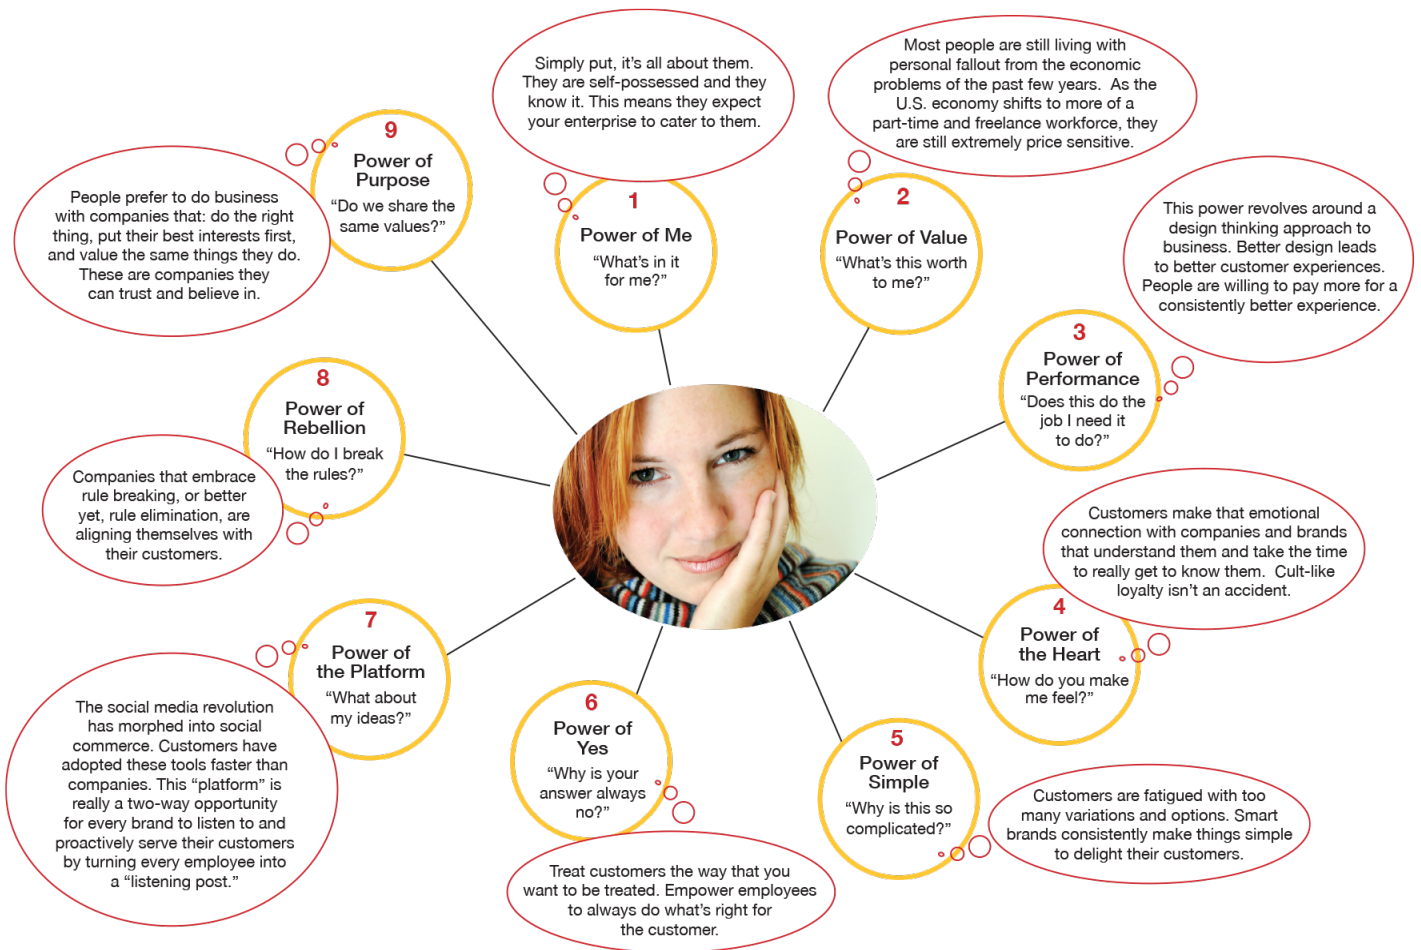 Simply put, it’s all about them.
They are self-possessed and they
know it. This means they expect
your enterprise to cater to them.
1
Power of Me
“What’s in it
for me?”
Most people are still living with
personal fallout from the economic
problems of the past few years.  As the
U.S. economy shifts to more of a
part-time and freelance workforce, they
are still extremely price sensitive.
2
Power of Value
“What’s this worth
to me?”
This power revolves around a
design thinking approach to
business. Better design leads
to better customer experiences.
People are willing to pay more for a
consistently better experience.
3
Power of
Performance
“Does this do the
job I need it
to do?”
Customers make that emotional
connection with companies and brands
that understand them and take the time
to really get to know them.  Cult-like
loyalty isn’t an accident.
4
Power of
the Heart
“How do you make
me feel?”
5
Power of
Simple
“Why is this so
complicated?”
Customers are fatigued with too
many variations and options. Smart
brands consistently make things simple
to delight their customers.
6
Power of
Yes
“Why is your
answer always
no?”
Treat customers the way that you
want to be treated. Empower employees
to always do what’s right for
the customer.
7
Power of
the Platform
“What about
my ideas?”
The social media revolution
has morphed into social
commerce. Customers have
adopted these tools faster than
companies. This “platform” is
really a two-way opportunity
for every brand to listen to and
proactively serve their customers
by turning every employee into
a “listening post.”
8
Power of
Rebellion
“How do I break
the rules?”
Companies that embrace
rule breaking, or better
yet, rule elimination, are
aligning themselves with
their customers.
9
Power of
Purpose
“Do we share the
same values?”
People prefer to do business
with companies that: do the right
thing, put their best interests first,
and value the same things they do.
These are companies they
can trust and believe in.